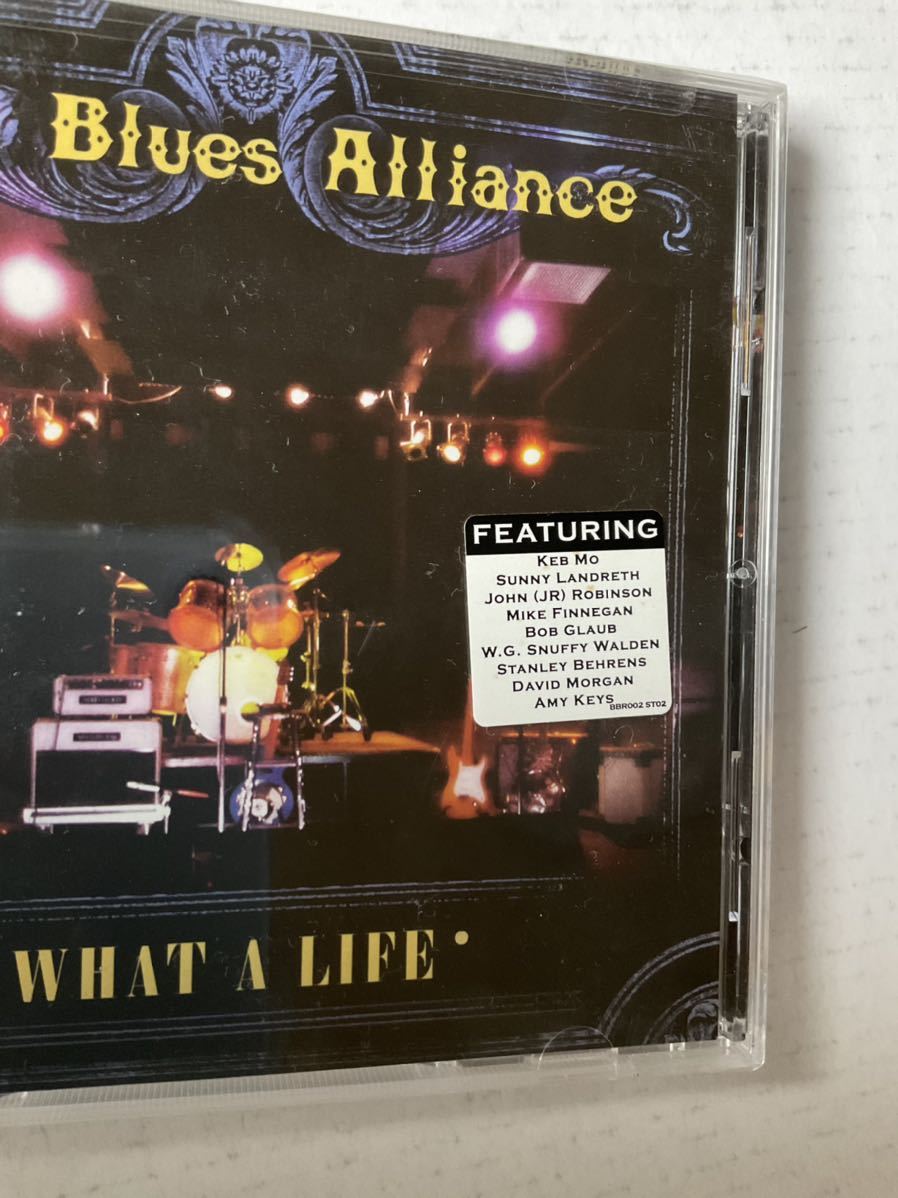 Blues Alliance
FEATURING
KEB MO
SUNNY LANDRETH
JOHN (JR) ROBINSON
MIKE FINNEGAN
BOB GLAUB
W.G. SNUFFY WALDEN
STANLEY BEHRENS
DAVID MORGAN
AMY KEYS
BBR002 ST02
WHAT A LIFE •